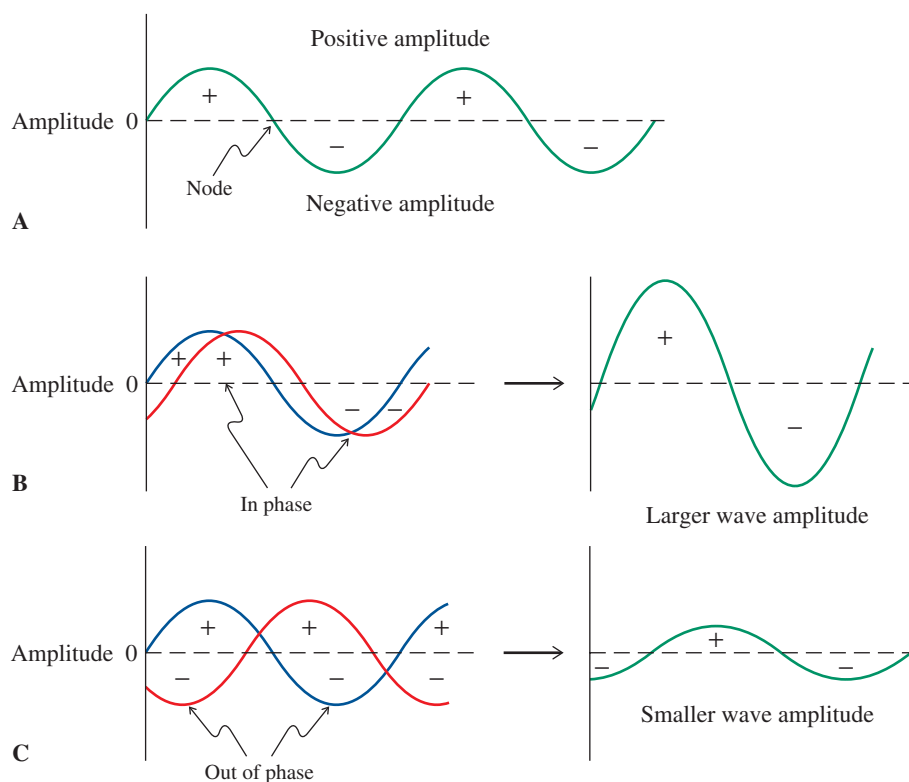 Positive amplitude
+ +
Amplitude 0
− −
Node
Negative amplitude
A
+ + +
Amplitude 0
− − −
In phase
B
Larger wave amplitude
+ + + +
Amplitude 0
− − − − −
Smaller wave amplitude
Out of phase
C